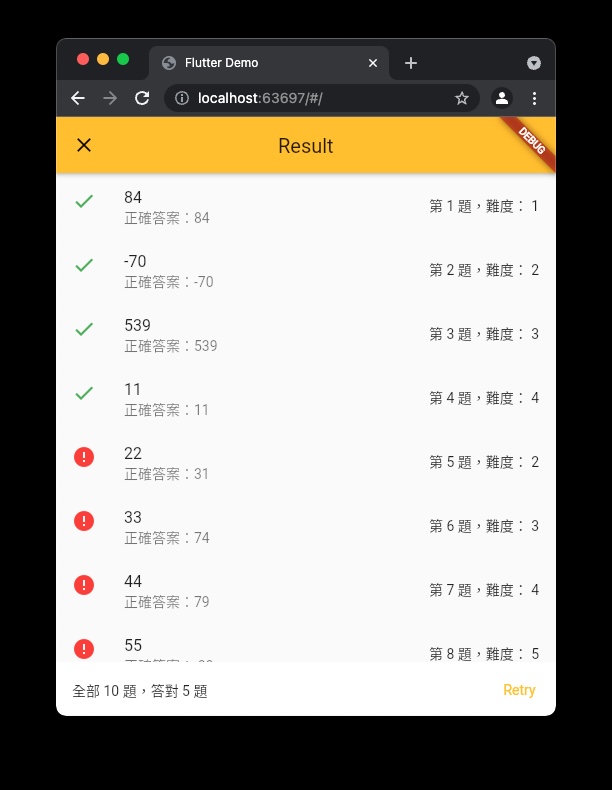 Flutter Demo
localhost:63697/#/
Result
DEBUG
84
正確答案：84
第 1 題，難度： 1
-70
正確答案：-70
第 2 題，難度： 2
539
正確答案：539
第 3 題，難度： 3
11
正確答案：11
第 4 題，難度： 4
22
正確答案：31
第 5 題，難度： 2
33
正確答案：74
第 6 題，難度： 3
44
正確答案：79
第 7 題，難度： 4
55
第 8 題，難度： 5
全部 10 題，答對 5 題
Retry